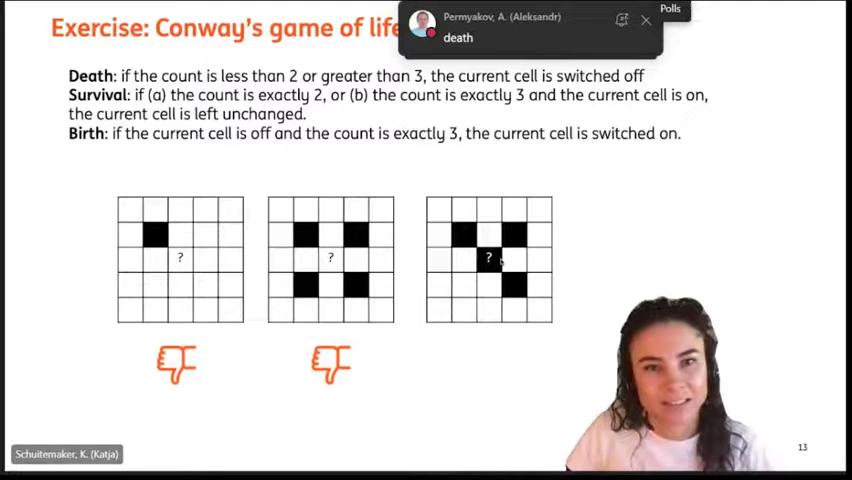 Exercise: Conway's game of life
Permyakov, A. (Aleksandr)
death
Polls
Death: if the count is less than 2 or greater than 3, the current cell is switched off
Survival: if (a) the count is exactly 2, or (b) the count is exactly 3 and the current cell is on,
the current cell is left unchanged.
Birth: if the current cell is off and the count is exactly 3, the current cell is switched on.
? ? ?
Schuitemaker, K. (Katja)
13